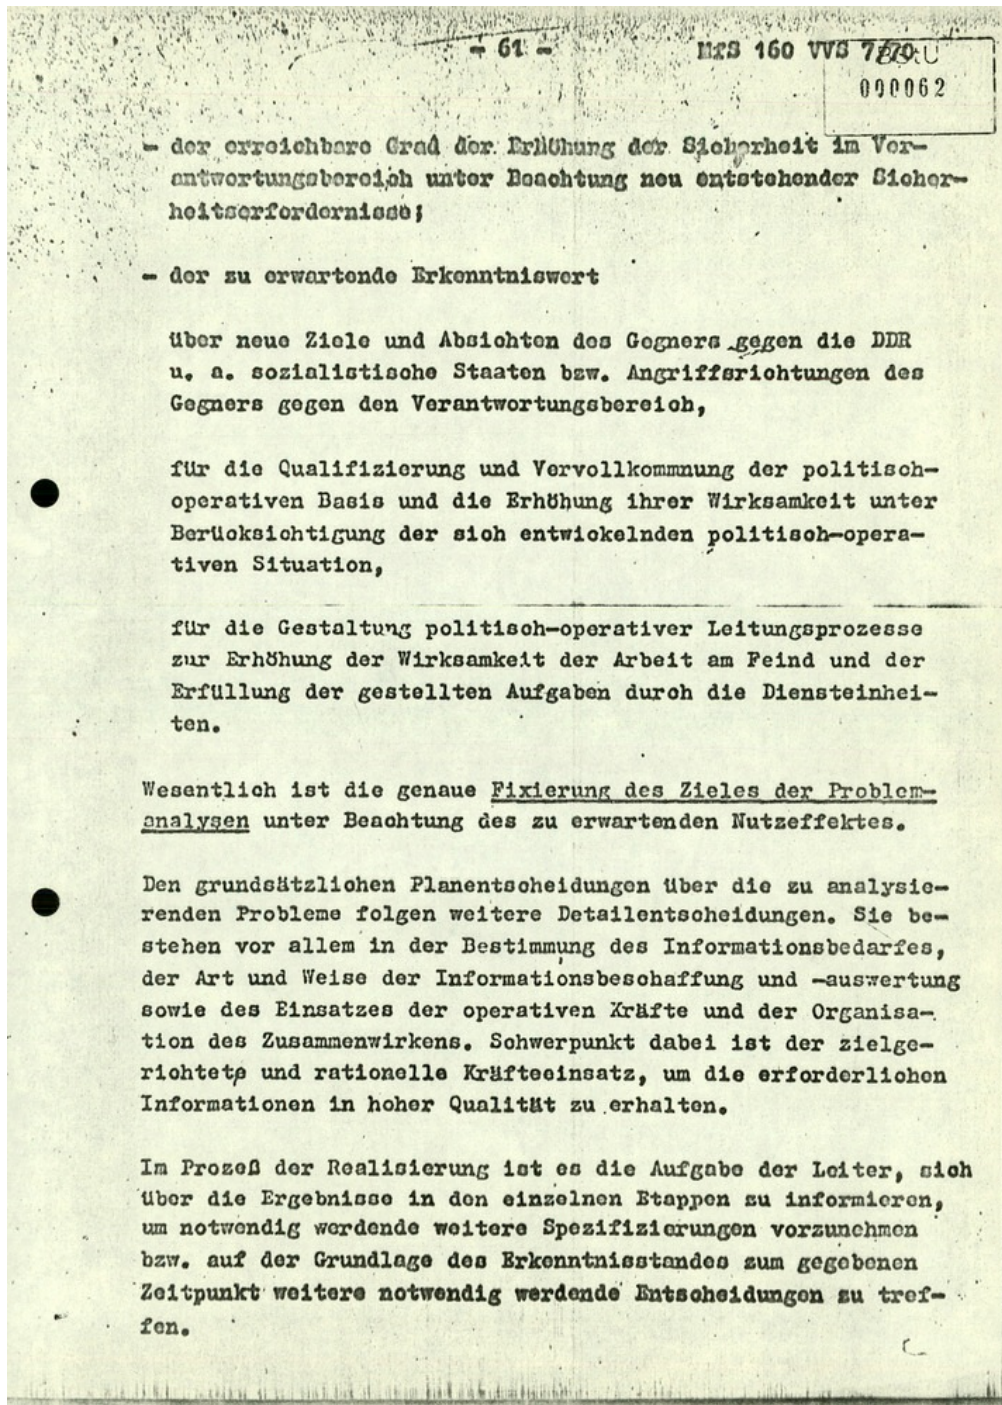 - 61 -
MfS 160 VVS 7/70
BStU
000062
- der erreichbare Grad der Erhöhung der Sicherheit im Ver-
antwortungsbereich unter Beachtung neu entstehender Sicher-
heitserfordernisse;
- der zu erwartende Erkenntniswert
über neue Ziele und Absichten des Gegners gegen die DDR
u. a. sozialistische Staaten bzw. Angriffsrichtungen des
Gegners gegen den Verantwortungsbereich,
für die Qualifizierung und Vervollkommnung der politisch-
operativen Basis und die Erhöhung ihrer Wirksamkeit unter
Berücksichtigung der sich entwickelnden politisch-opera-
tiven Situation,
für die Gestaltung politisch-operativer Leitungsprozesse
zur Erhöhung der Wirksamkeit der Arbeit am Feind und der
Erfüllung der gestellten Aufgaben durch die Diensteinhei-
ten.
Wesentlich ist die genaue Fixierung des Zieles der Problem-
analysen unter Beachtung des zu erwartenden Nutzeffektes.
Den grundsätzlichen Planentscheidungen über die zu analysie-
renden Probleme folgen weitere Detailentscheidungen. Sie be-
stehen vor allem in der Bestimmung des Informationsbedarfes,
der Art und Weise der Informationsbeschaffung und -auswertung
sowie des Einsatzes der operativen Kräfte und der Organisa-
tion des Zusammenwirkens. Schwerpunkt dabei ist der zielge-
richtete und rationelle Kräfteeinsatz, um die erforderlichen
Informationen in hoher Qualität zu erhalten.
Im Prozeß der Realisierung ist es die Aufgabe der Leiter, sich
über die Ergebnisse in den einzelnen Etappen zu informieren,
um notwendig werdende weitere Spezifizierungen vorzunehmen
bzw. auf der Grundlage des Erkenntnisstandes zum gegebenen
Zeitpunkt weitere notwendig werdende Entscheidungen zu tref-
fen.